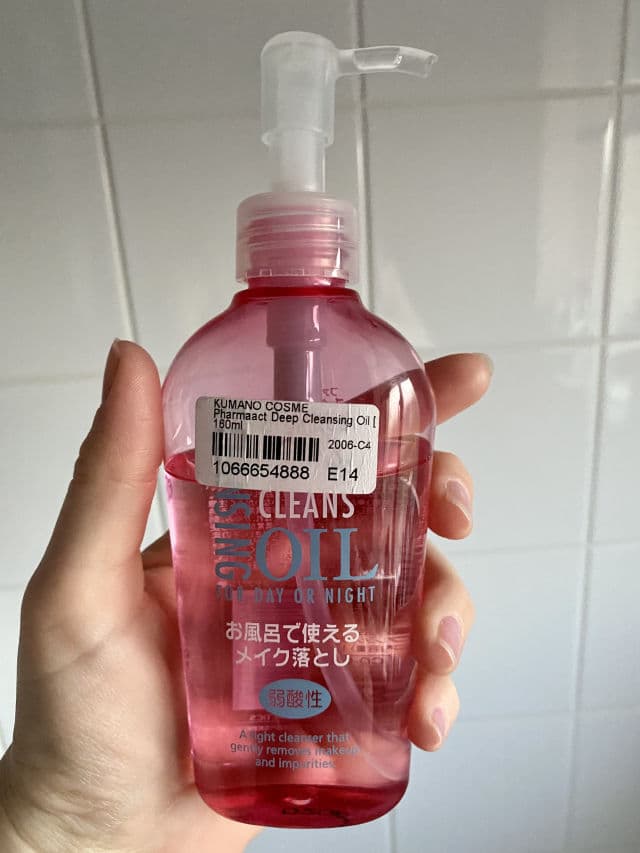 KUMANO COSME
Pharmaact Deep Cleansing Oil [
160ml
2006-C4
1066654888 E14
CLEANS
ISING
OIL
FOR DAY OR NIGHT
お風呂で使える
メイク落とし
弱酸性
A light cleanser that
gently removes makeup
and imparities